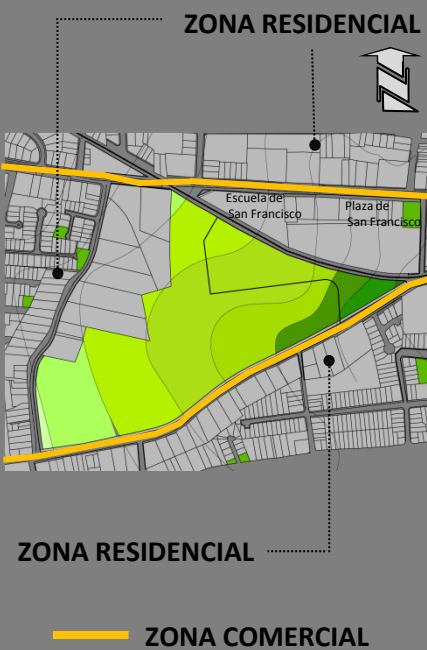 ZONA RESIDENCIAL
N
Escuela de
San Francisco
Plaza de
San Francisco
ZONA RESIDENCIAL
ZONA COMERCIAL